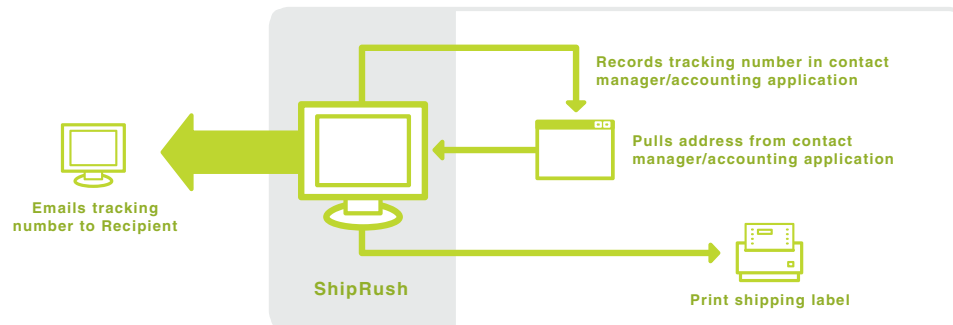 Records tracking number in contact
manager/accounting application
Pulls address from contact
manager/accounting application
Emails tracking
number to Recipient
ShipRush
Print shipping label